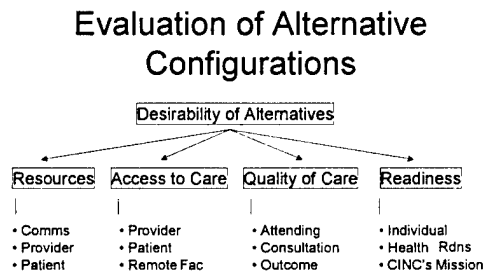 Evaluation of Alternative
Configurations
Desirability of Alternatives
Resources Access to Care Quality of Care Readiness
• Comms • Provider • Attending • Individual
• Provider • Patient • Consultation • Health Rdns
• Patient • Remote Fac • Outcome • CINC's Mission